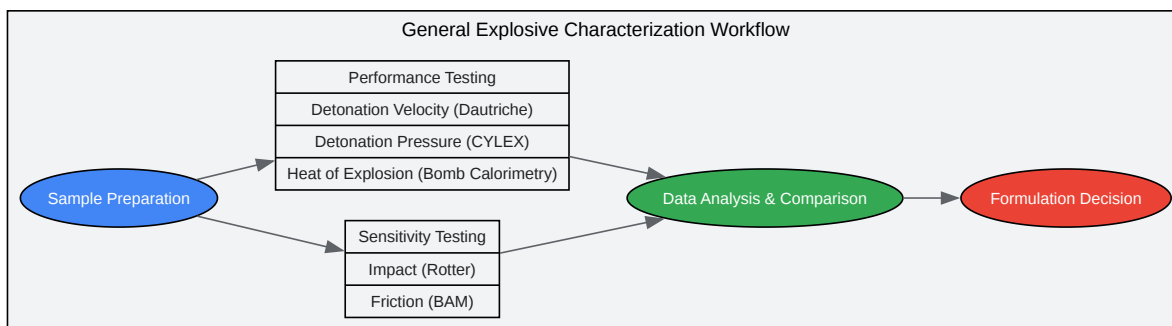 General Explosive Characterization Workflow
Sample Preparation
Performance Testing
Detonation Velocity (Dautriche)
Detonation Pressure (CYLEX)
Heat of Explosion (Bomb Calorimetry)
Sensitivity Testing
Impact (Rotter)
Friction (BAM)
Data Analysis & Comparison
Formulation Decision